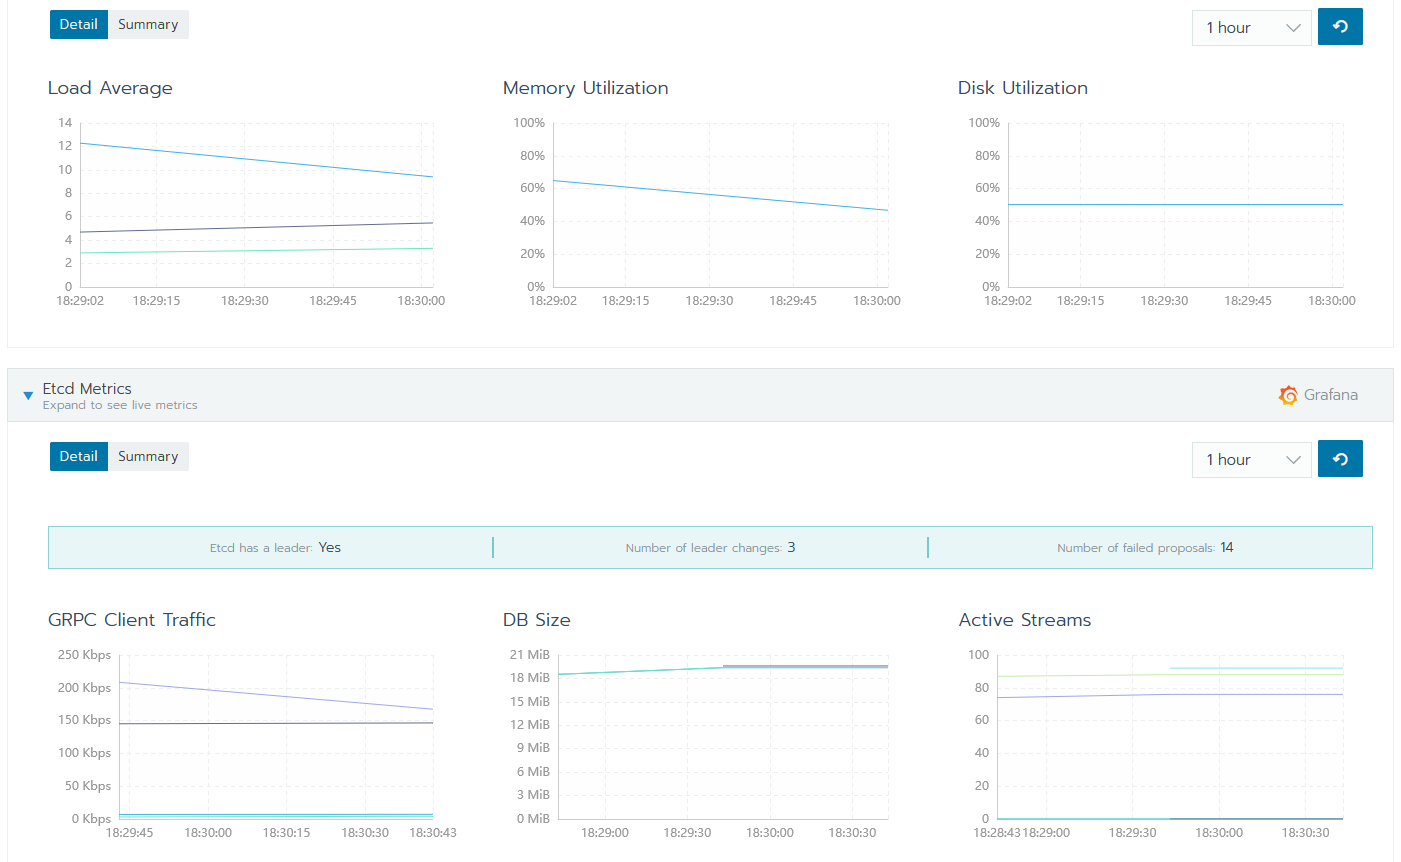 Detail Summary 1 hour
Load Average Memory Utilization Disk Utilization
14 100% 100%
12
80% 80%
10
8 60% 60%
6 40% 40%
4
20% 20%
2
0 0% 0%
18:29:02 18:29:15 18:29:30 18:29:45 18:30:00 18:29:02 18:29:15 18:29:30 18:29:45 18:30:00 18:29:02 18:29:15 18:29:30 18:29:45 18:30:00
Etcd Metrics
Expand to see live metrics
Grafana
Detail Summary 1 hour
Etcd has a leader: Yes Number of leader changes: 3 Number of failed proposals: 14
GRPC Client Traffic DB Size Active Streams
250 Kbps 21 MiB 100
200 Kbps 18 MiB 80
15 MiB
150 Kbps 12 MiB 60
100 Kbps 9 MiB 40
50 Kbps 6 MiB 20
3 MiB
0 Kbps 0 MiB 0
18:29:45 18:30:00 18:30:15 18:30:30 18:30:43 18:29:00 18:29:30 18:30:00 18:30:30 18:28:43 18:29:00 18:29:30 18:30:00 18:30:30